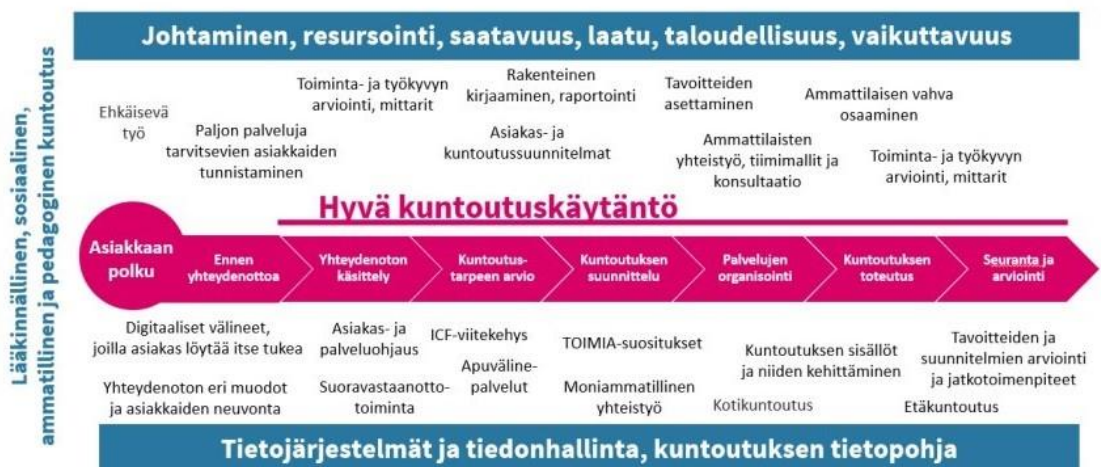 Johtaminen, resursointi, saatavuus, laatu, taloudellisuus, vaikuttavuus
Lääkinnällinen, sosiaalinen,
ammatillinen ja pedagoginen kuntoutus
Ehkäisevä
työ
Paljon palveluja
tarvitsevien asiakkaiden
tunnistaminen
Toiminta- ja työkyvyn
arviointi, mittarit
Rakenteinen
kirjaaminen, raportointi
Asiakas- ja
kuntoutussuunnitelmat
Tavoitteiden
asettaminen
Ammattilaisten
yhteistyö, tiimimallit ja
konsultaatio
Ammattilaisen vahva
osaaminen
Toiminta- ja työkyvyn
arviointi, mittarit
Hyvä kuntoutuskäytäntö
Asiakkaan
polku
Ennen
yhteydenottoa
Yhteydenoton
käsittely
Kuntoutus-
tarpeen arvio
Kuntoutuksen
suunnittelu
Palvelujen
organisointi
Kuntoutuksen
toteutus
Seuranta ja
arviointi
Digitaaliset välineet,
joilla asiakas löytää itse tukea
Yhteydenoton eri muodot
ja asiakkaiden neuvonta
Asiakas- ja
palveluohjaus
Suoravastaanotto-
toiminta
ICF-viitekehys
Apuväline-
palvelut
TOIMIA-suositukset
Moniammatillinen
yhteistyö
Kuntoutuksen sisällöt
ja niiden kehittäminen
Kotikuntoutus
Tavoitteiden ja
suunnitelmien arviointi
ja jatkotoimenpiteet
Etäkuntoutus
Tietojärjestelmät ja tiedonhallinta, kuntoutuksen tietopohja